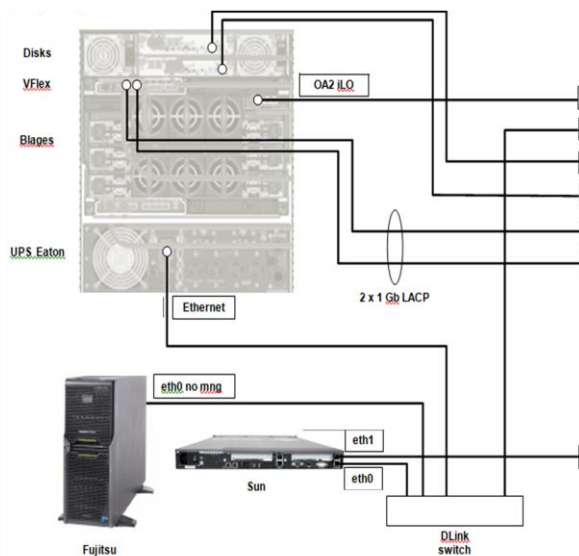 Disks
VFlex
OA2 iLO
Blages
UPS Eaton
2 x 1 Gb LACP
Ethernet
eth0 no mng
eth1
eth0
Sun
DLink
switch
Fujitsu